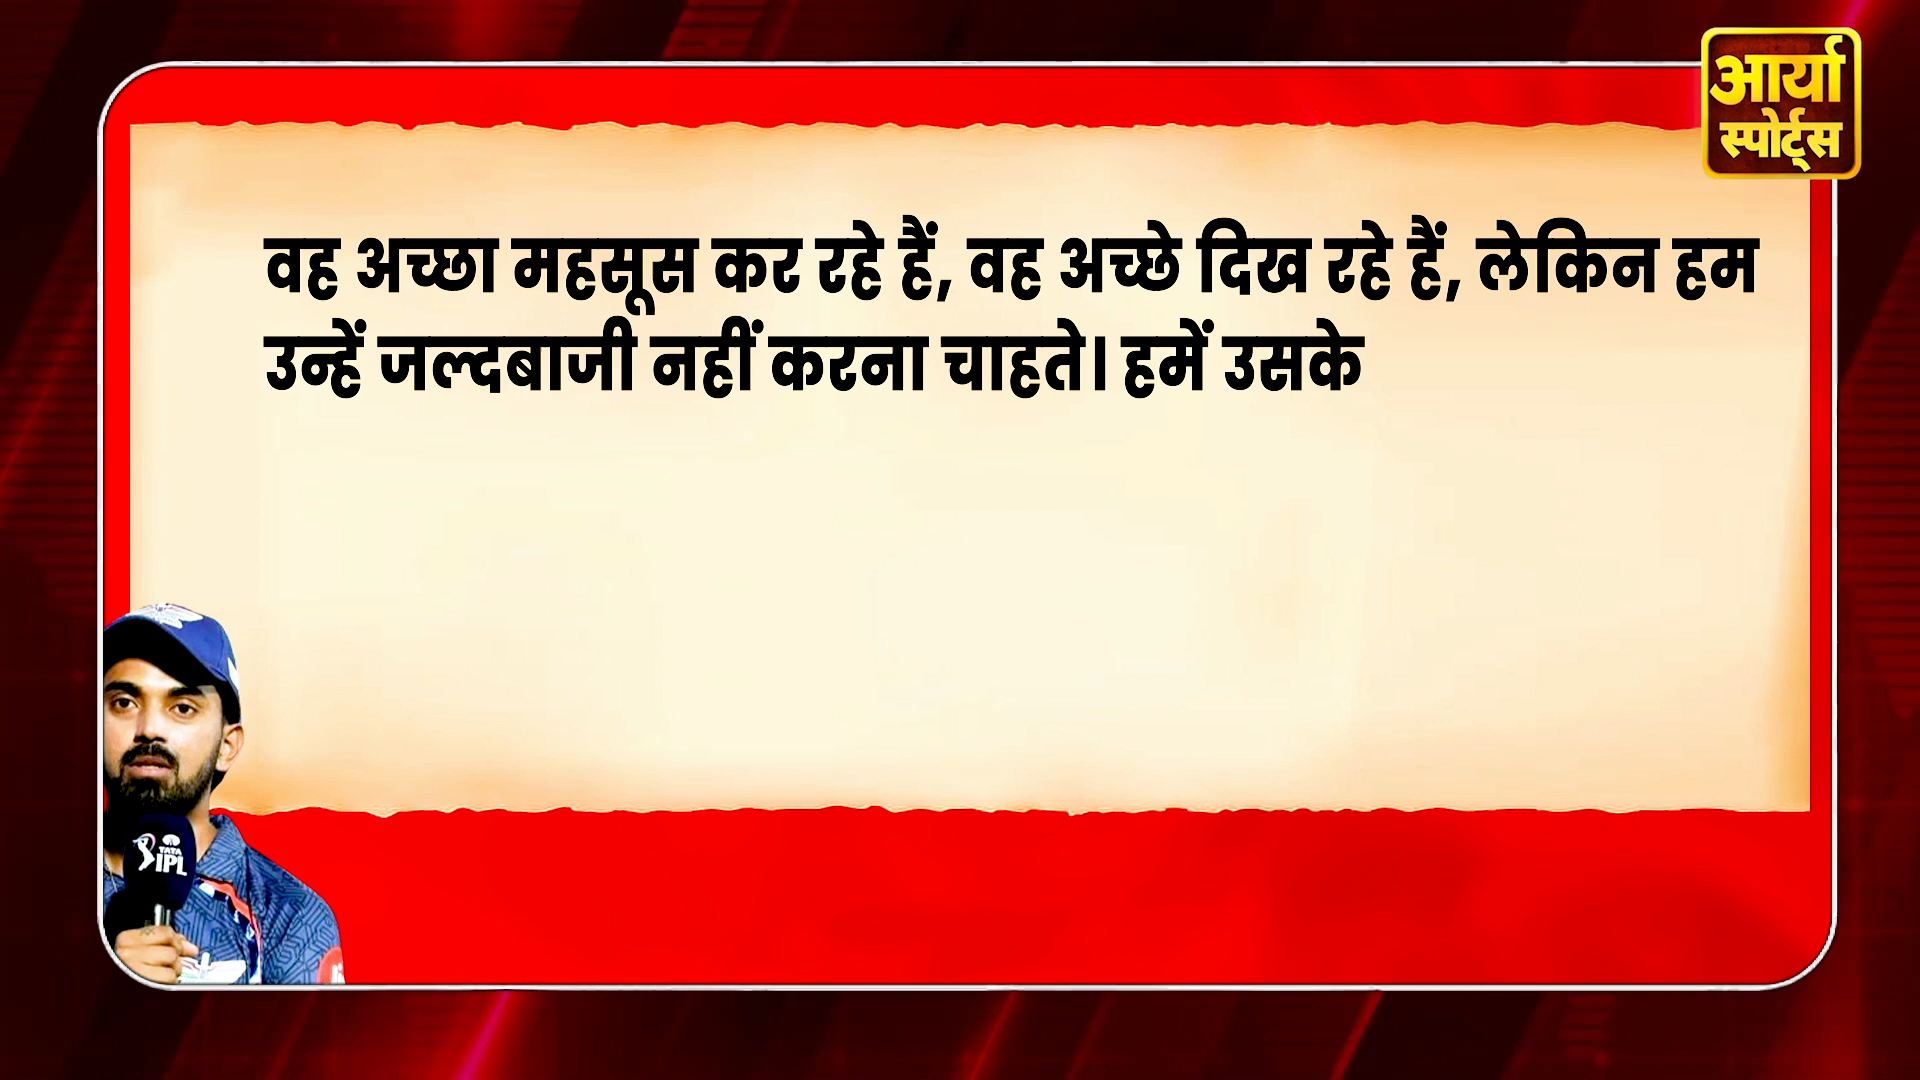 आर्या
स्पोर्ट्स
वह अच्छा महसूस कर रहे हैं, वह अच्छे दिख रहे हैं, लेकिन हम
उन्हें जल्दबाजी नहीं करना चाहते। हमें उसके
TATA
IPL